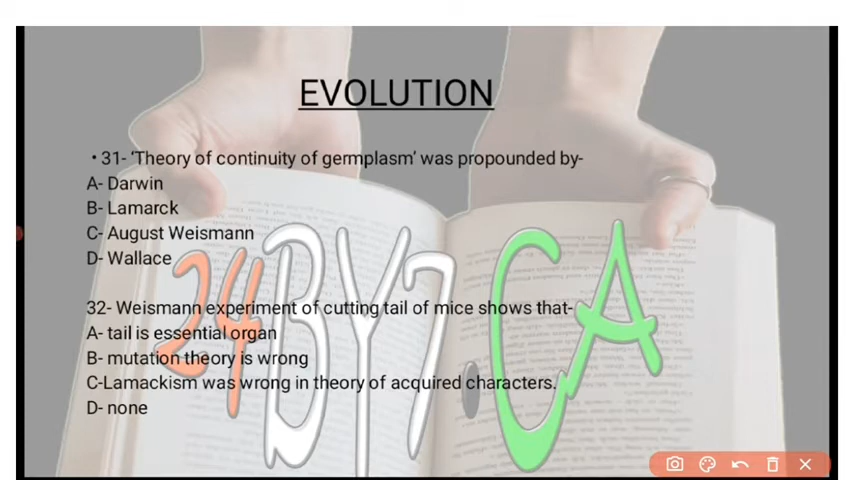 EVOLUTION
• 31- ‘Theory of continuity of germplasm’ was propounded by-
A- Darwin
B- Lamarck
C- August Weismann
D- Wallace
32- Weismann experiment of cutting tail of mice shows that-
A- tail is essential organ
B- mutation theory is wrong
C-Lamackism was wrong in theory of acquired characters.
D- none
24BY7.CA